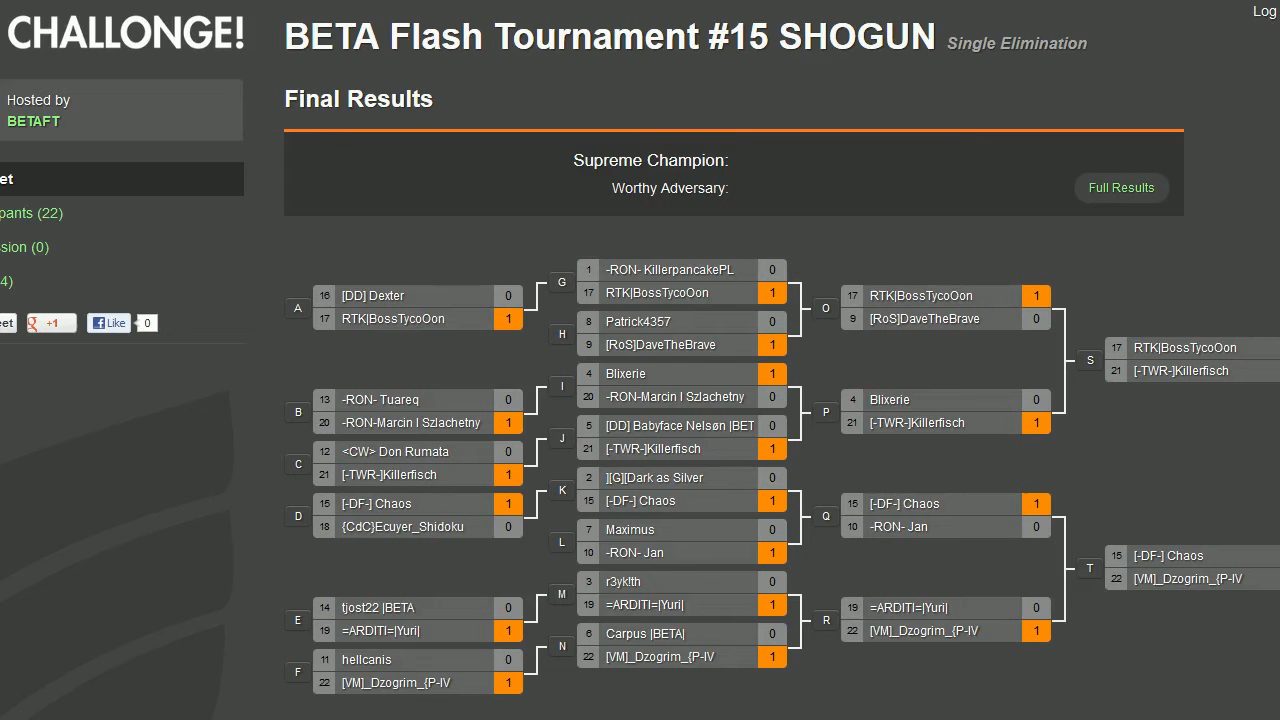 Log
CHALLONGE!
BETA Flash Tournament #15 SHOGUN Single Elimination
Hosted by
BETAFT
et
pants (22)
ssion (0)
4)
eet
+1
Like
0
Final Results
Supreme Champion:
Worthy Adversary:
Full Results
A
16 [DD] Dexter 0
17 RTK|BossTycoOon 1
B
13 -RON- Tuareq 0
20 -RON-Marcin I Szlachetny 1
C
12 <CW> Don Rumata 0
21 [-TWR-]Killerfisch 1
D
15 [-DF-] Chaos 1
18 {CdC}Ecuyer_Shidoku 0
E
14 tjost22 |BETA 0
19 =ARDITI=|Yuri| 1
F
11 hellcanis 0
22 [VM]_Dzogrim_{P-IV 1
G
1 -RON- KillerpancakePL 0
17 RTK|BossTycoOon 1
H
8 Patrick4357 0
9 [RoS]DaveTheBrave 1
I
4 Blixerie 1
20 -RON-Marcin I Szlachetny 0
J
5 [DD] Babyface Nelsøn |BET 0
21 [-TWR-]Killerfisch 1
K
2 ][G][Dark as Silver 0
15 [-DF-] Chaos 1
L
7 Maximus 0
10 -RON- Jan 1
M
3 r3yk!th 0
19 =ARDITI=|Yuri| 1
N
6 Carpus |BETA| 0
22 [VM]_Dzogrim_{P-IV 1
O
17 RTK|BossTycoOon 1
9 [RoS]DaveTheBrave 0
P
4 Blixerie 0
21 [-TWR-]Killerfisch 1
Q
15 [-DF-] Chaos 1
10 -RON- Jan 0
R
19 =ARDITI=|Yuri| 0
22 [VM]_Dzogrim_{P-IV 1
S
17 RTK|BossTycoOon
21 [-TWR-]Killerfisch
T
15 [-DF-] Chaos
22 [VM]_Dzogrim_{P-IV